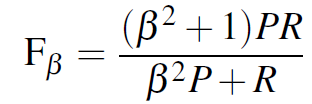 F_β = (β² + 1)PR / β²P + R